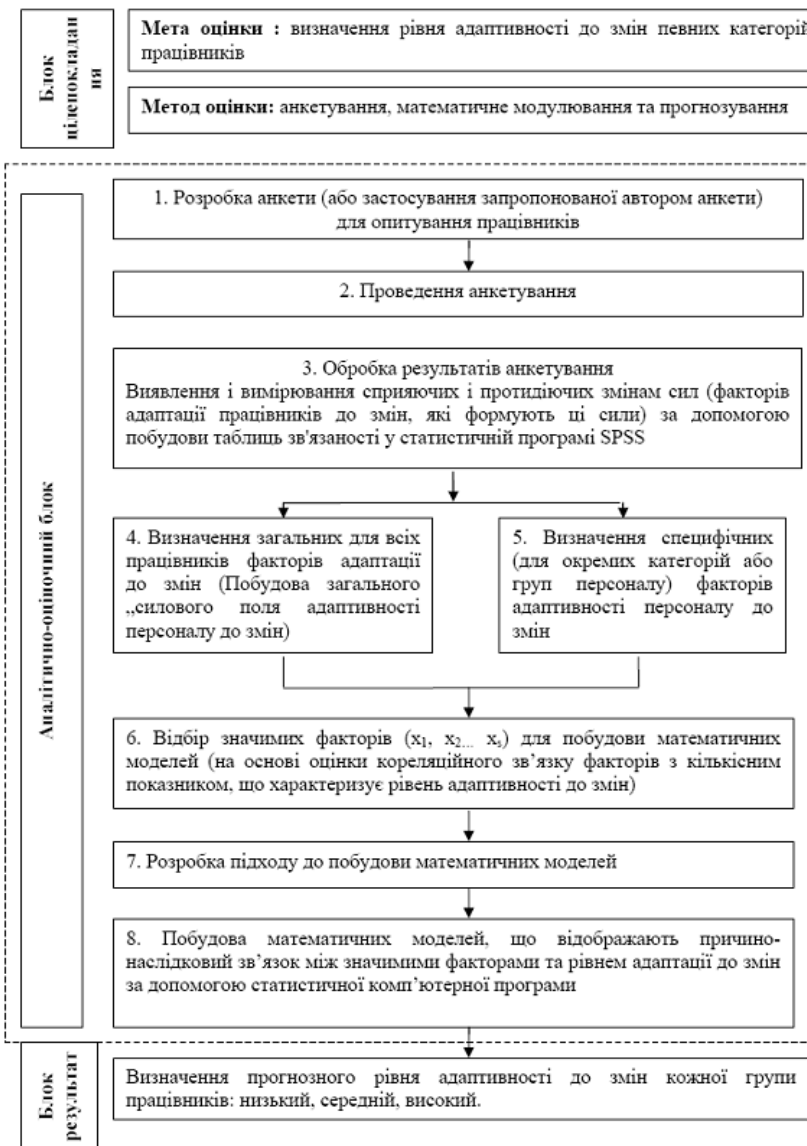 Блок
цілепокладан
ня
Мета оцінки : визначення рівня адаптивності до змін певних категорій
працівників
Метод оцінки: анкетування, математичне модулювання та прогнозування
Аналітично-оціночний блок
1. Розробка анкети (або застосування запропонованої автором анкети)
для опитування працівників
2. Проведення анкетування
3. Обробка результатів анкетування
Виявлення і вимірювання сприяючих і протидіючих змінам сил (факторів
адаптації працівників до змін, які формують ці сили) за допомогою
побудови таблиць зв'язаності у статистичній програмі SPSS
4. Визначення загальних для всіх
працівників факторів адаптації
до змін (Побудова загального
„силового поля адаптивності
персоналу до змін)
5. Визначення специфічних
(для окремих категорій або
груп персоналу) факторів
адаптивності персоналу до
змін
6. Відбір значимих факторів (x₁, x₂... xₛ) для побудови математичних
моделей (на основі оцінки кореляційного зв’язку факторів з кількісним
показником, що характеризує рівень адаптивності до змін)
7. Розробка підходу до побудови математичних моделей
8. Побудова математичних моделей, що відображають причино-
наслідковий зв’язок між значимими факторами та рівнем адаптації до змін
за допомогою статистичної комп’ютерної програми
Блок
результат
Визначення прогнозного рівня адаптивності до змін кожної групи
працівників: низький, середній, високий.